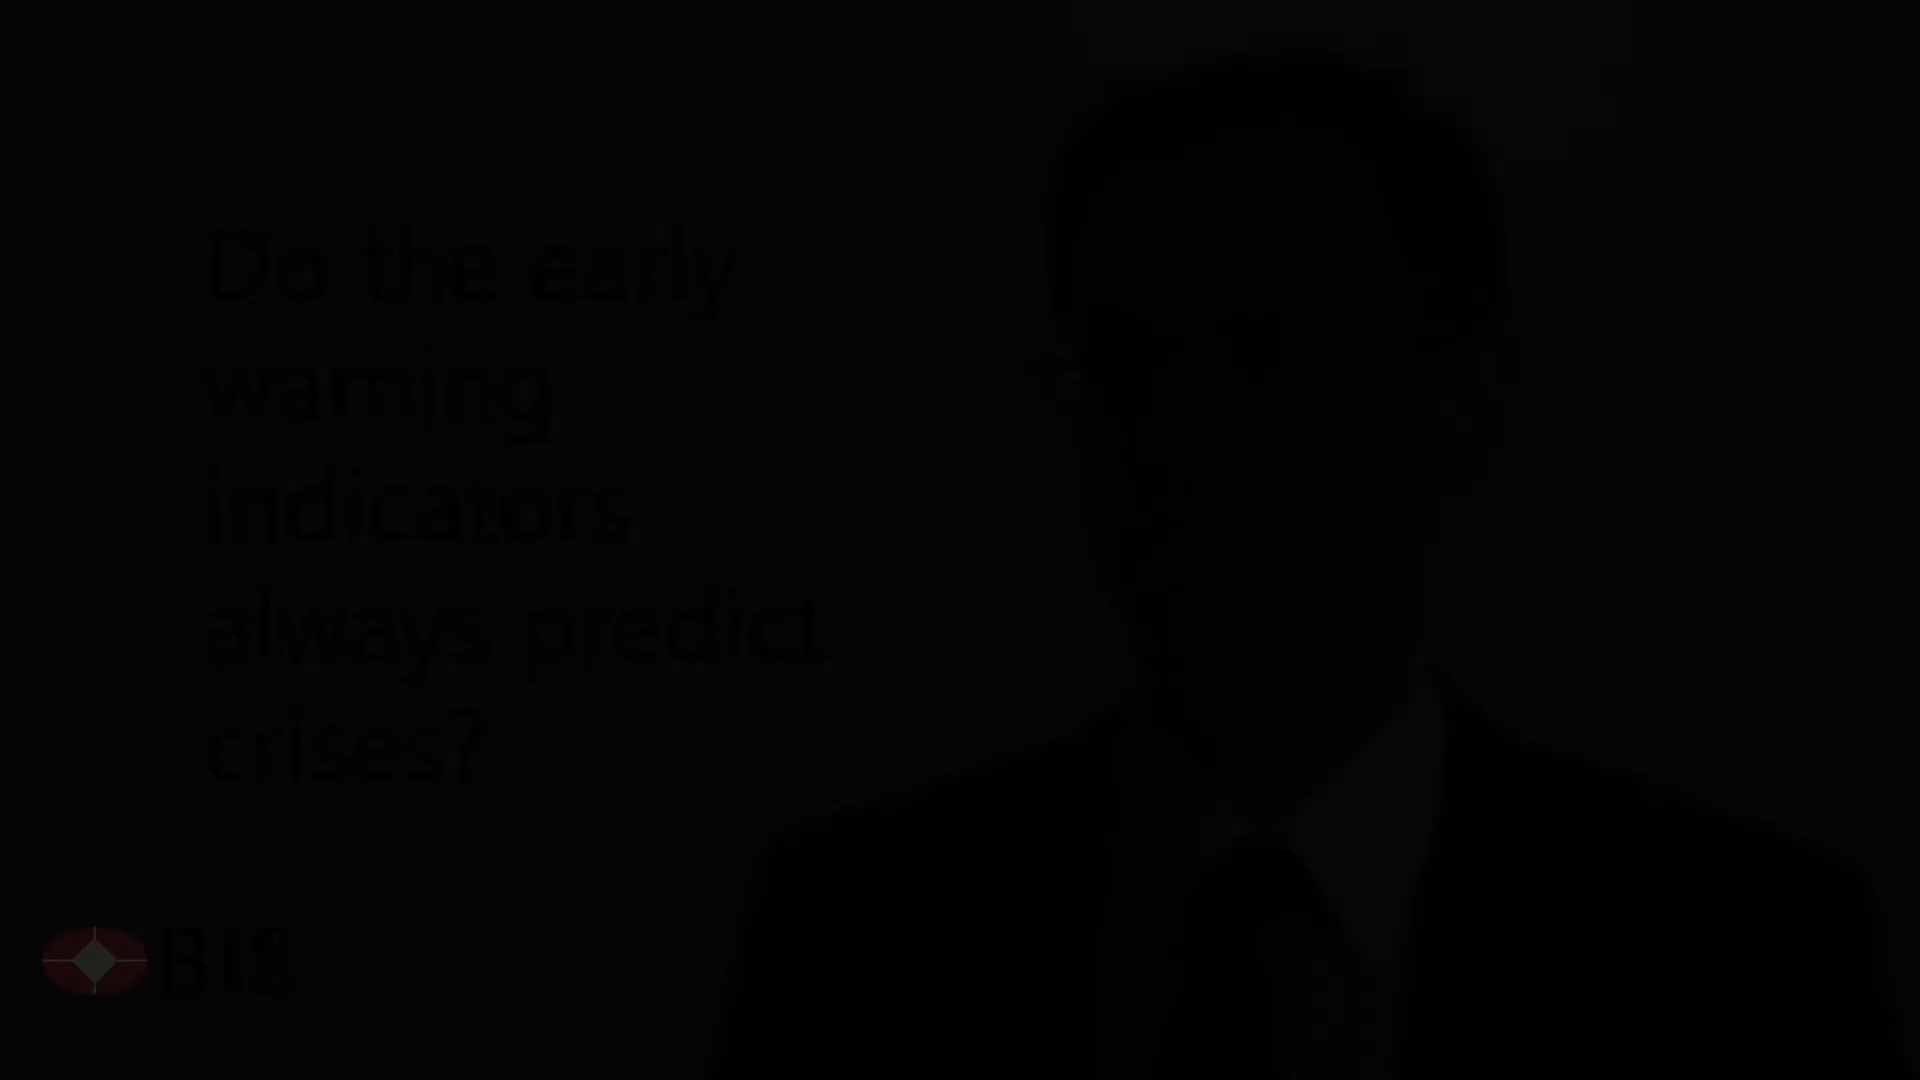 Do the early
warning
indicators
always predict
crises?
BIS